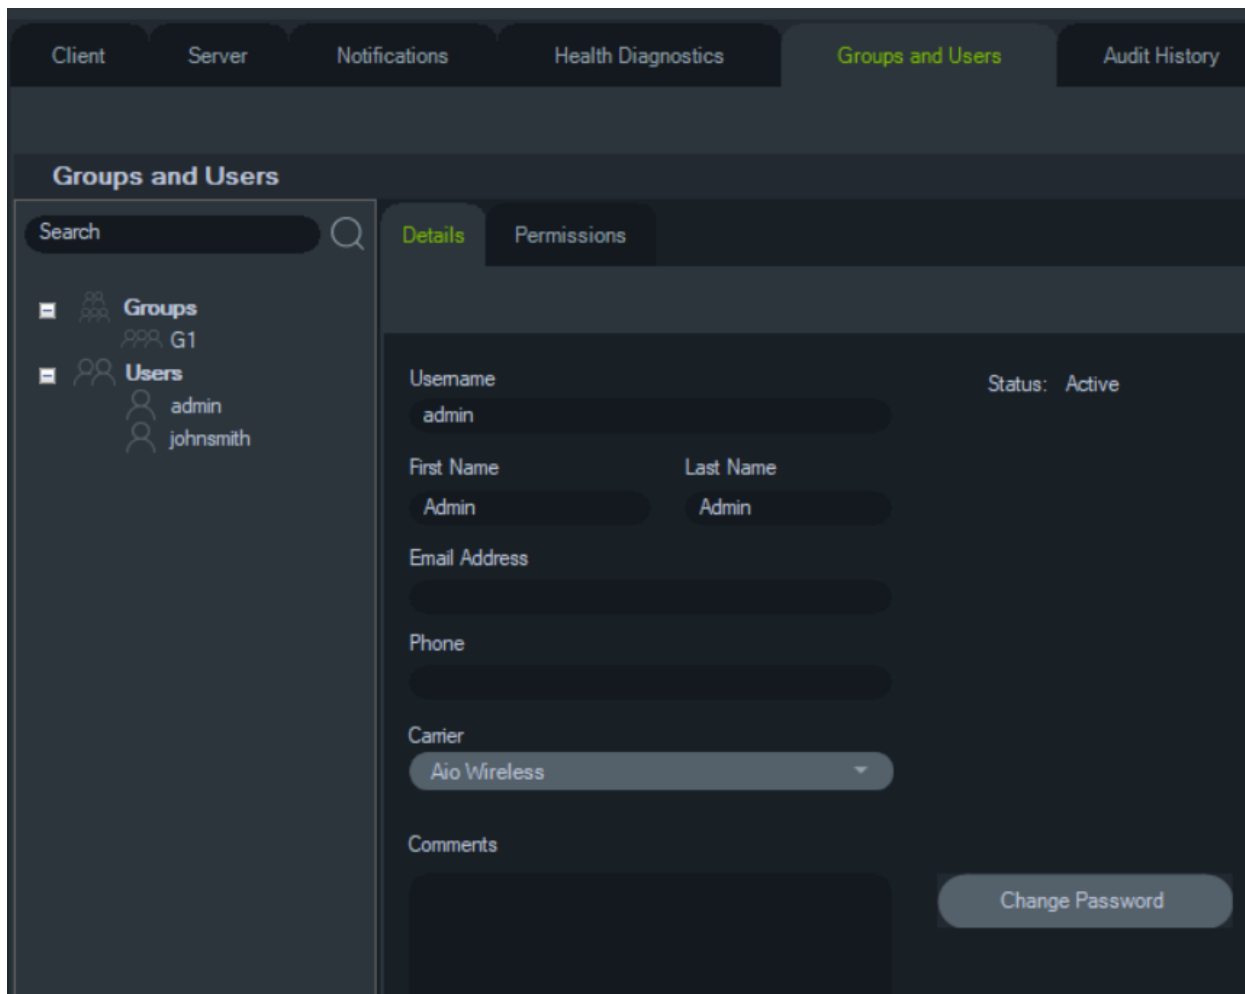 Client Server Notifications Health Diagnostics Groups and Users Audit History
Groups and Users
Search
Details Permissions
Groups
G1
Users
admin
johnsmith
Username
Status: Active
admin
First Name Last Name
Admin Admin
Email Address
Phone
Carrier
Aio Wireless
Comments
Change Password